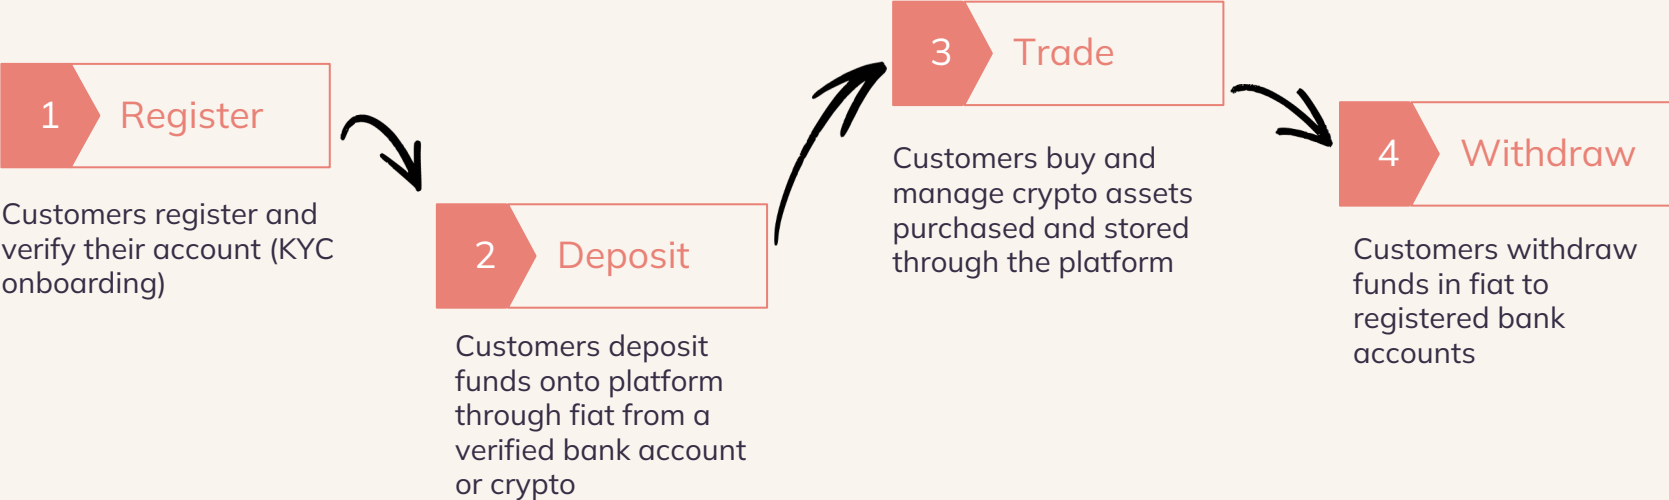 1 Register
Customers register and
verify their account (KYC
onboarding)
2 Deposit
Customers deposit
funds onto platform
through fiat from a
verified bank account
or crypto
3 Trade
Customers buy and
manage crypto assets
purchased and stored
through the platform
4 Withdraw
Customers withdraw
funds in fiat to
registered bank
accounts